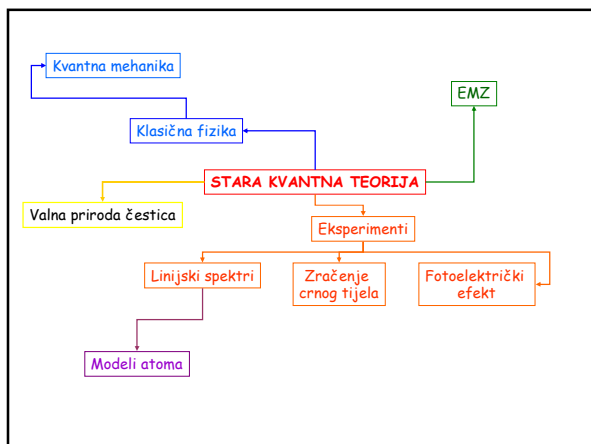 Kvantna mehanika
EMZ
Klasična fizika
STARA KVANTNA TEORIJA
Valna priroda čestica
Eksperimenti
Linijski spektri
Zračenje
crnog tijela
Fotoelektrički
efekt
Modeli atoma